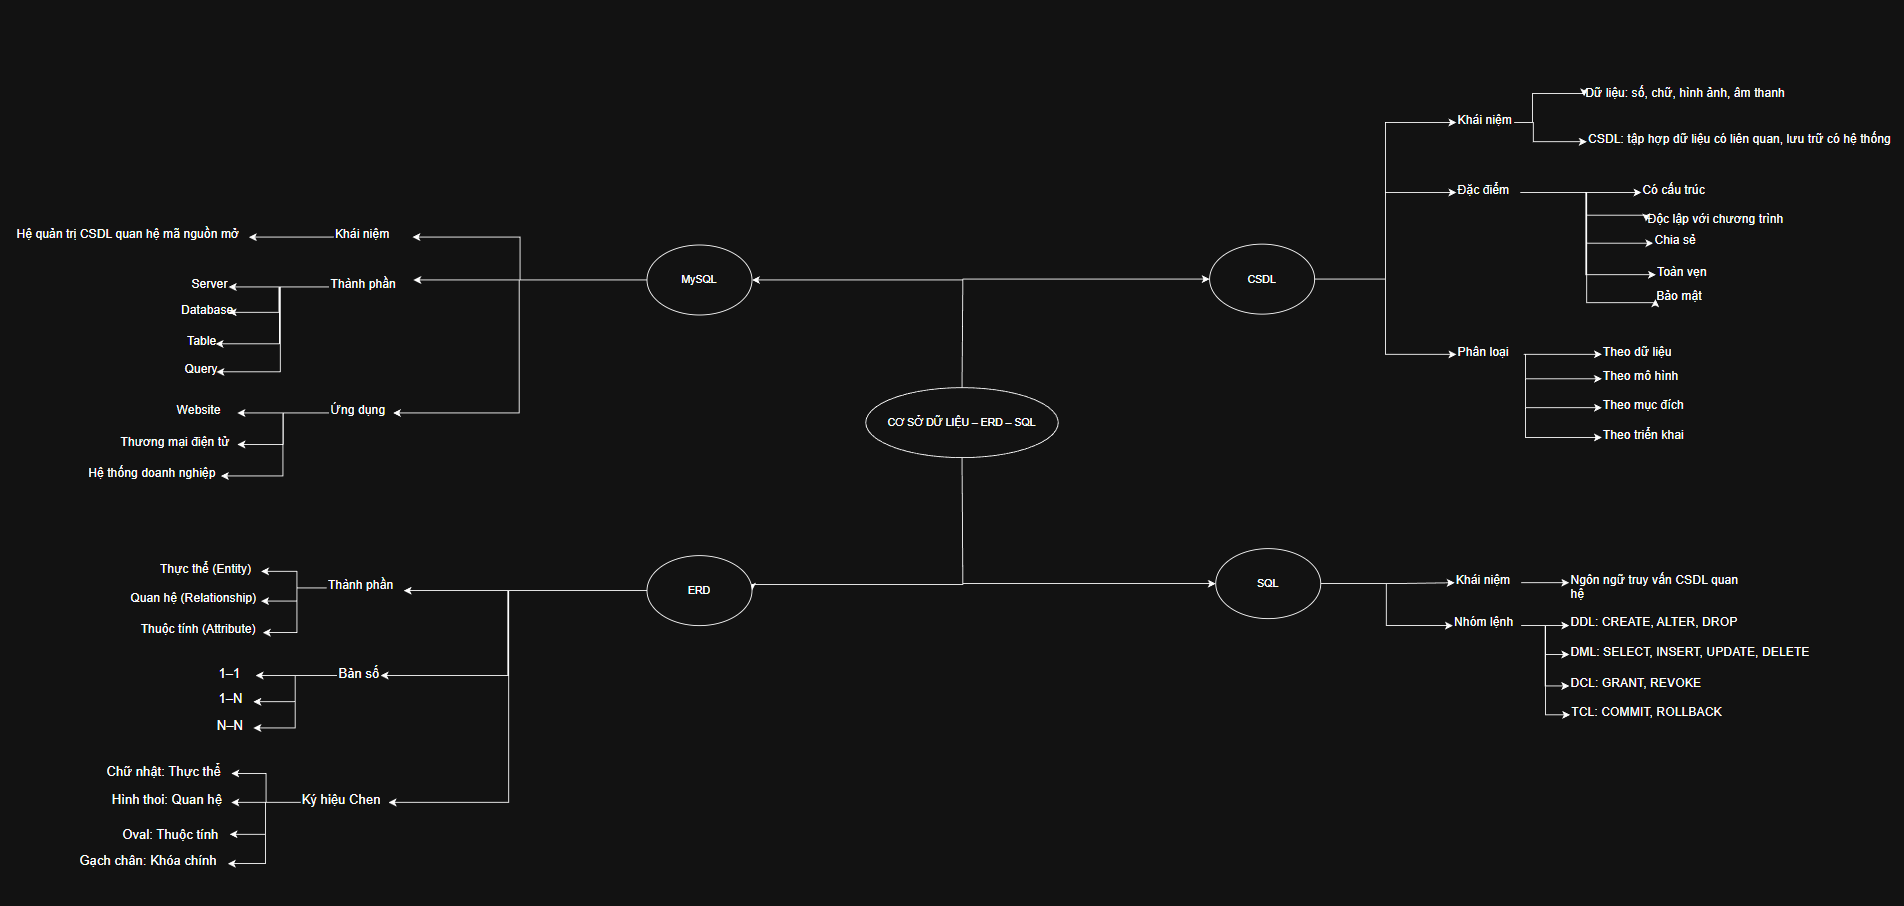 CƠ SỞ DỮ LIỆU – ERD – SQL
MySQL
Khái niệm
Hệ quản trị CSDL quan hệ mã nguồn mở
Thành phần
Server
Database
Table
Query
Ứng dụng
Website
Thương mại điện tử
Hệ thống doanh nghiệp
CSDL
Khái niệm
Dữ liệu: số, chữ, hình ảnh, âm thanh
CSDL: tập hợp dữ liệu có liên quan, lưu trữ có hệ thống
Đặc điểm
Có cấu trúc
Độc lập với chương trình
Chia sẻ
Toàn vẹn
Bảo mật
Phân loại
Theo dữ liệu
Theo mô hình
Theo mục đích
Theo triển khai
ERD
Thành phần
Thực thể (Entity)
Quan hệ (Relationship)
Thuộc tính (Attribute)
Bản số
1–1
1–N
N–N
Ký hiệu Chen
Chữ nhật: Thực thể
Hình thoi: Quan hệ
Oval: Thuộc tính
Gạch chân: Khóa chính
SQL
Khái niệm
Ngôn ngữ truy vấn CSDL quan
hệ
Nhóm lệnh
DDL: CREATE, ALTER, DROP
DML: SELECT, INSERT, UPDATE, DELETE
DCL: GRANT, REVOKE
TCL: COMMIT, ROLLBACK